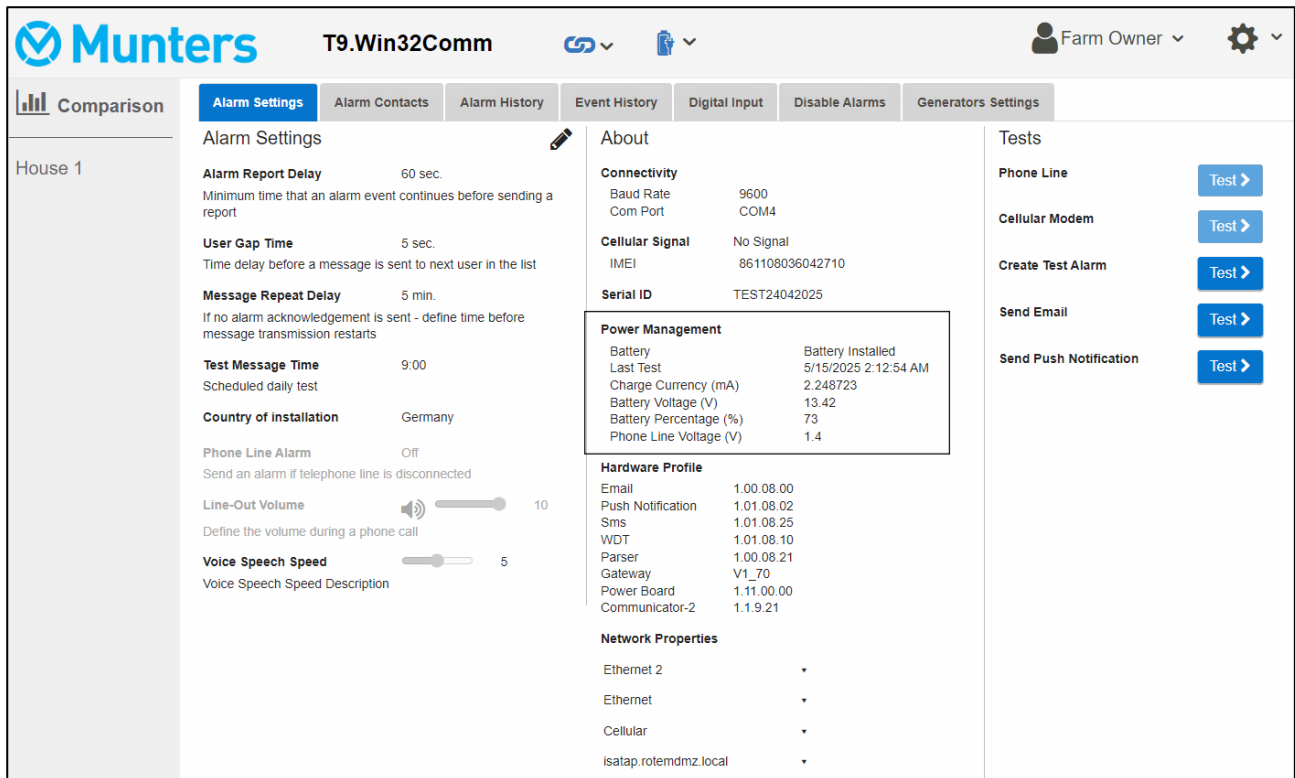 Munters
T9.Win32Comm
Farm Owner
Comparison
House 1
Alarm Settings
Alarm Contacts
Alarm History
Event History
Digital Input
Disable Alarms
Generators Settings
Alarm Settings
Alarm Report Delay 60 sec.
Minimum time that an alarm event continues before sending a
report
User Gap Time 5 sec.
Time delay before a message is sent to next user in the list
Message Repeat Delay 5 min.
If no alarm acknowledgement is sent - define time before
message transmission restarts
Test Message Time 9:00
Scheduled daily test
Country of installation Germany
Phone Line Alarm Off
Send an alarm if telephone line is disconnected
Line-Out Volume 10
Define the volume during a phone call
Voice Speech Speed 5
Voice Speech Speed Description
About
Connectivity
Baud Rate 9600
Com Port COM4
Cellular Signal No Signal
IMEI 861108036042710
Serial ID TEST24042025
Power Management
Battery Battery Installed
Last Test 5/15/2025 2:12:54 AM
Charge Currency (mA) 2.248723
Battery Voltage (V) 13.42
Battery Percentage (%) 73
Phone Line Voltage (V) 1.4
Hardware Profile
Email 1.00.08.00
Push Notification 1.01.08.02
Sms 1.01.08.25
WDT 1.01.08.10
Parser 1.00.08.21
Gateway V1_70
Power Board 1.11.00.00
Communicator-2 1.1.9.21
Network Properties
Ethernet 2
Ethernet
Cellular
isatap.rotemdmz.local
Tests
Phone Line Test
Cellular Modem Test
Create Test Alarm Test
Send Email Test
Send Push Notification Test